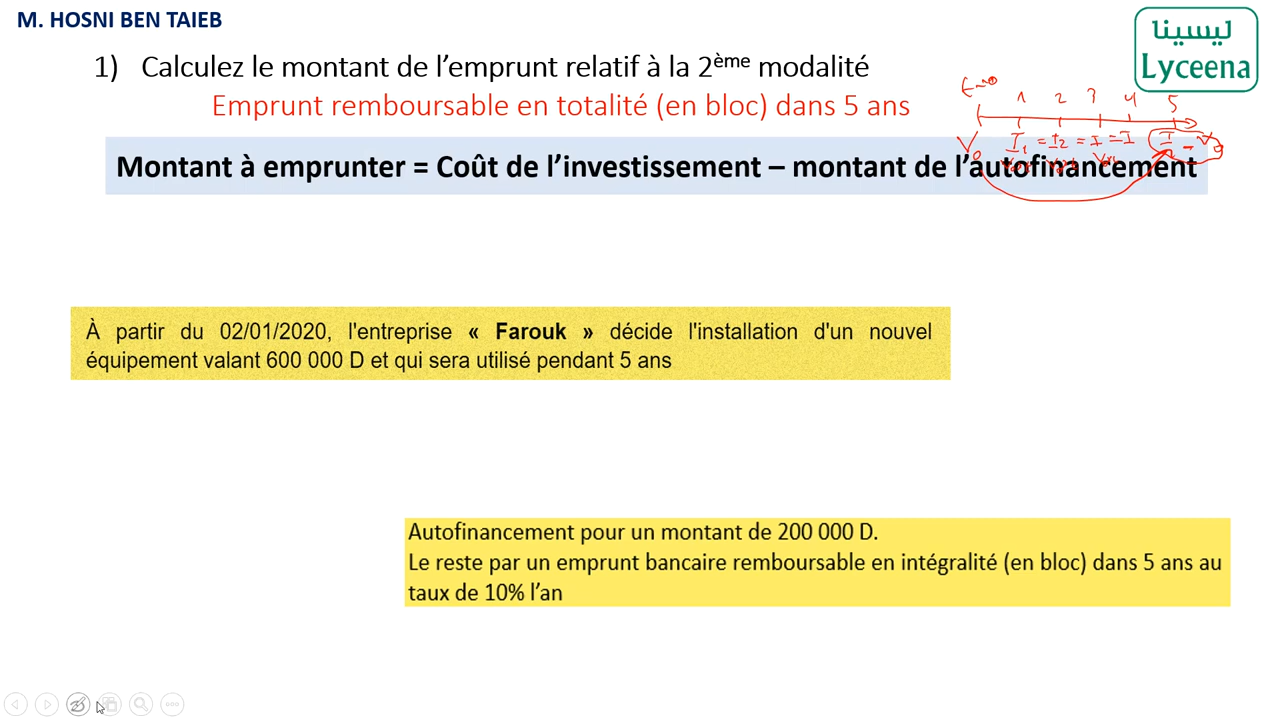 M. HOSNI BEN TAIEB
ليسينا
Lyceena
1) Calculez le montant de l’emprunt relatif à la 2ème modalité
Emprunt remboursable en totalité (en bloc) dans 5 ans
1 2 3 4 5
V0 I1 = I2 = I = I
Montant à emprunter = Coût de l’investissement – montant de l’autofinancement
À partir du 02/01/2020, l'entreprise « Farouk » décide l'installation d'un nouvel
équipement valant 600 000 D et qui sera utilisé pendant 5 ans
Autofinancement pour un montant de 200 000 D.
Le reste par un emprunt bancaire remboursable en intégralité (en bloc) dans 5 ans au
taux de 10% l’an